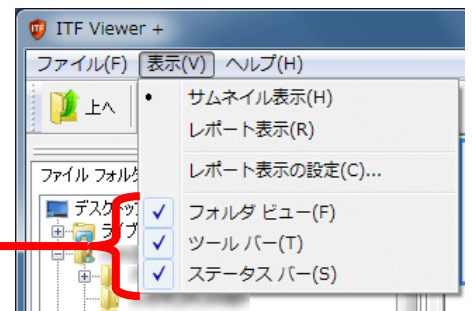 ITF Viewer +
ファイル(F) 表示(V) ヘルプ(H)
上へ
サムネイル表示(H)
レポート表示(R)
レポート表示の設定(C)...
ファイル フォル
フォルダ ビュー(F)
ツール バー(T)
ステータス バー(S)
デスクトッ
ライブ